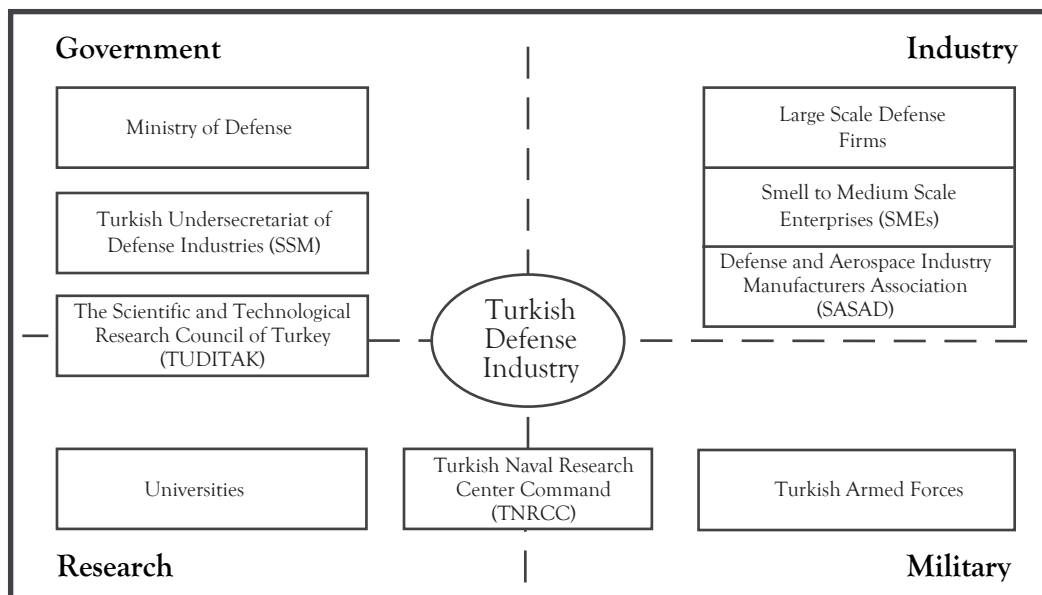 Government
Industry
Ministry of Defense
Large Scale Defense
Firms
Turkish Undersecretariat of
Defense Industries (SSM)
Smell to Medium Scale
Enterprises (SMEs)
The Scientific and Technological
Research Council of Turkey
(TUDITAK)
Defense and Aerospace Industry
Manufacturers Association
(SASAD)
Turkish
Defense
Industry
Universities
Turkish Naval Research
Center Command
(TNRCC)
Turkish Armed Forces
Research
Military